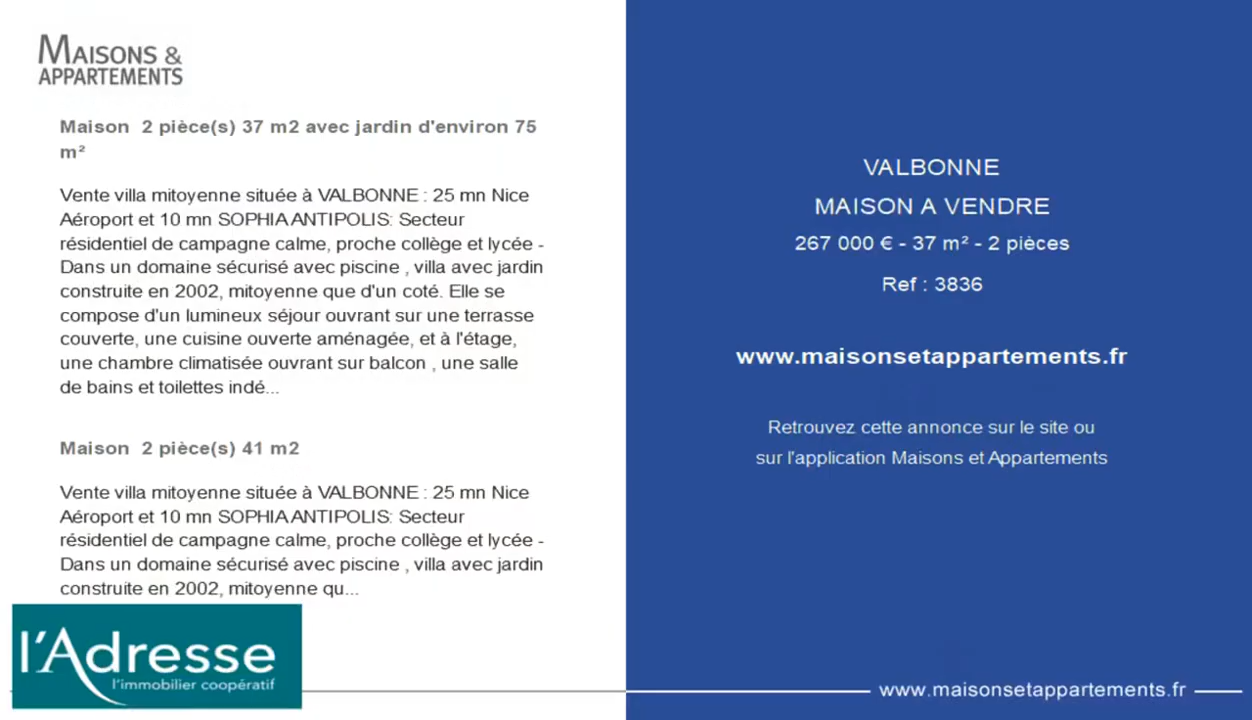 MAISONS &
APPARTEMENTS
Maison 2 pièce(s) 37 m2 avec jardin d'environ 75
m²
Vente villa mitoyenne située à VALBONNE : 25 mn Nice
Aéroport et 10 mn SOPHIA ANTIPOLIS: Secteur
résidentiel de campagne calme, proche collège et lycée -
Dans un domaine sécurisé avec piscine , villa avec jardin
construite en 2002, mitoyenne que d'un coté. Elle se
compose d'un lumineux séjour ouvrant sur une terrasse
couverte, une cuisine ouverte aménagée, et à l'étage,
une chambre climatisée ouvrant sur balcon , une salle
de bains et toilettes indé...
Maison 2 pièce(s) 41 m2
Vente villa mitoyenne située à VALBONNE : 25 mn Nice
Aéroport et 10 mn SOPHIA ANTIPOLIS: Secteur
résidentiel de campagne calme, proche collège et lycée -
Dans un domaine sécurisé avec piscine , villa avec jardin
construite en 2002, mitoyenne qu...
l'Adresse
l'immobilier coopératif
VALBONNE
MAISON A VENDRE
267 000 € - 37 m² - 2 pièces
Ref : 3836
www.maisonsetappartements.fr
Retrouvez cette annonce sur le site ou
sur l'application Maisons et Appartements
www.maisonsetappartements.fr